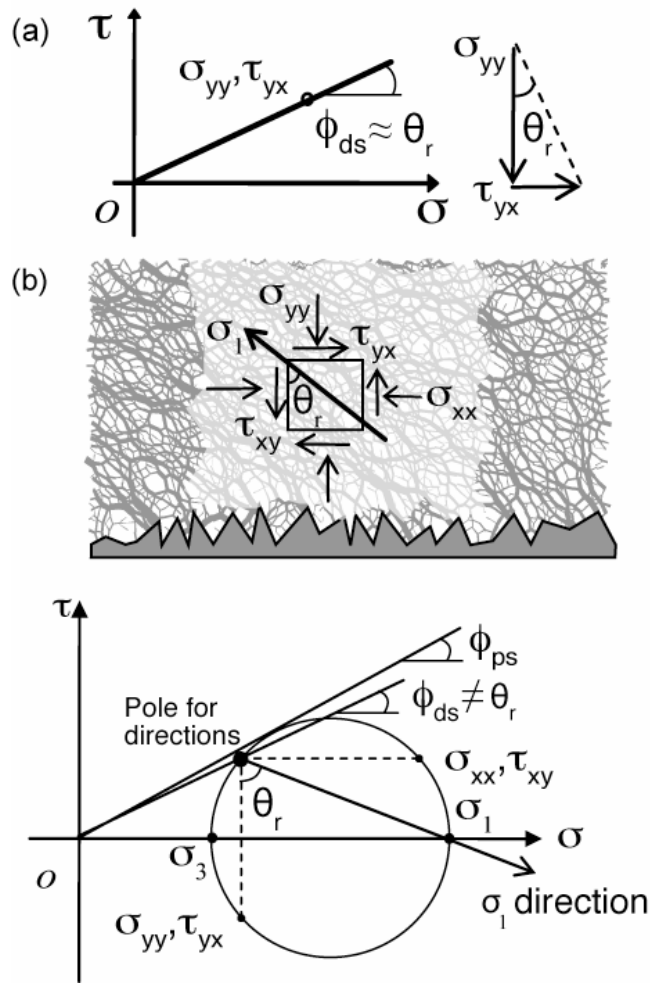 (a)
τ
σyy,τyx
ϕds≈ θr
O
σ
σyy
θr
τyx
(b)
σyy
σ1
τyx
θr
σxx
τxy
τ
ϕps
ϕds≠ θr
Pole for
directions
σxx,τxy
θr
σ1
σ3
σ
O
σ1 direction
σyy,τyx